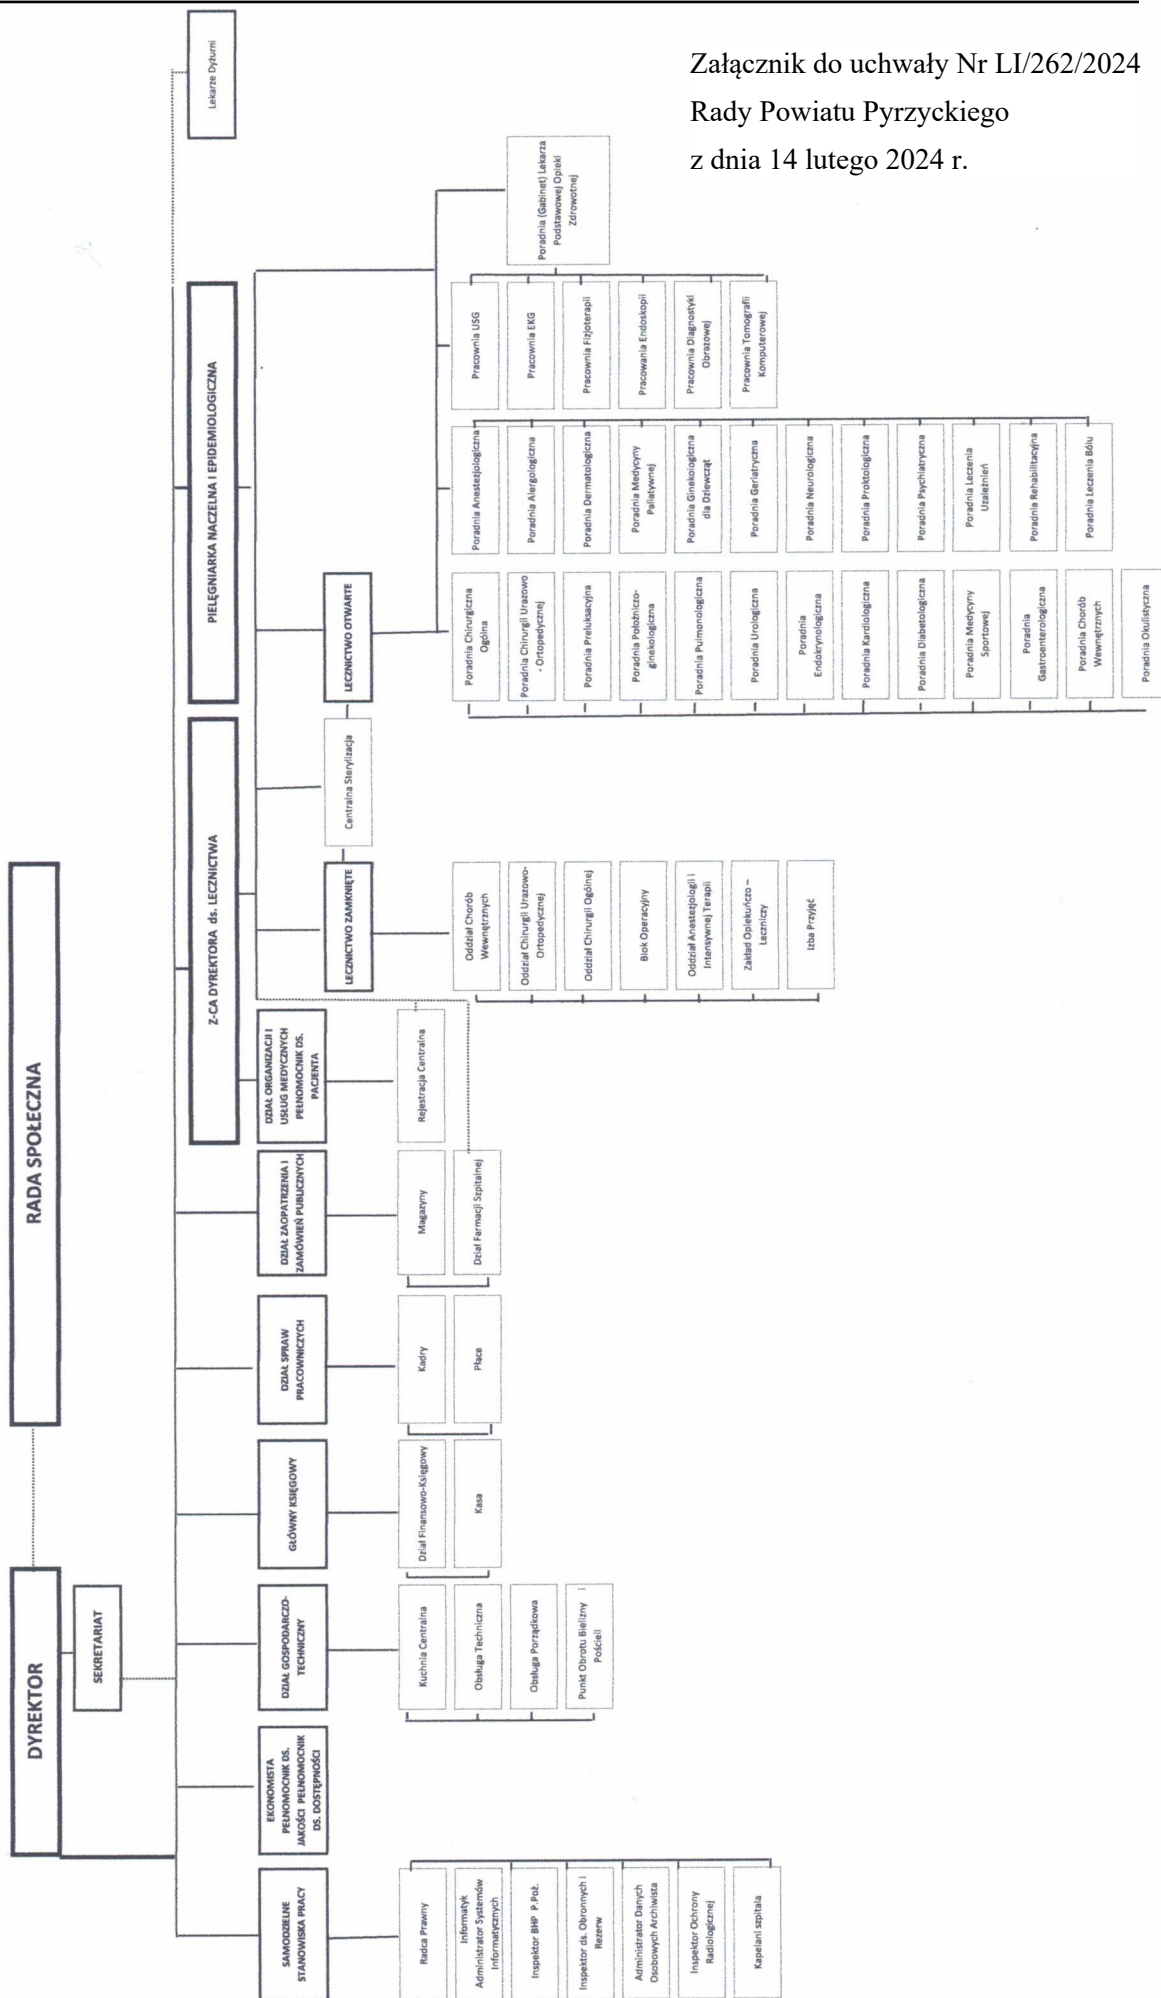 Załącznik do uchwały Nr LI/262/2024
Rady Powiatu Pyrzyckiego
z dnia 14 lutego 2024 r.
DYREKTOR
RADA SPOŁECZNA
SEKRETARIAT
Z-CA DYREKTORA ds. LECZNICTWA
PIELĘGNIARKA NACZELNA I EPIDEMIOLOGICZNA
Lekarze Dyżurni
SAMODZIELNE
STANOWISKA PRACY
Radca Prawny
Informatyk
Administrator Systemów
Informatycznych
Inspektor BHP P.Poż.
Inspektor ds. Obronnych i
Rezerw
Administrator Danych
Osobowych Archiwista
Inspektor Ochrony
Radiologicznej
Kapelani szpitala
EKONOMISTA
PEŁNOMOCNIK DS.
JAKOŚCI PEŁNOMOCNIK
DS. DOSTĘPNOŚCI
DZIAŁ GOSPODARCZO-
TECHNICZNY
Kuchnia Centralna
Obsługa Techniczna
Obsługa Porządkowa
Punkt Obrotu Bielizny i
Pościeli
GŁÓWNY KSIĘGOWY
Dział Finansowo-Księgowy
Kasa
DZIAŁ SPRAW
PRACOWNICZYCH
Kadry
Płace
DZIAŁ ZAOPATRZENIA I
ZAMÓWIEŃ PUBLICZNYCH
Magazyny
Dział Farmacji Szpitalnej
DZIAŁ ORGANIZACJI I
USŁUG MEDYCZNYCH
PEŁNOMOCNIK DS.
PACJENTA
Rejestracja Centralna
LECZNICTWO ZAMKNIĘTE
Oddział Chorób
Wewnętrznych
Oddział Chirurgii Urazowo-
Ortopedycznej
Oddział Chirurgii Ogólnej
Blok Operacyjny
Oddział Anestezjologii i
Intensywnej Terapii
Zakład Opiekuńczo –
Leczniczy
Izba Przyjęć
Centralna Sterylizacja
LECZNICTWO OTWARTE
Poradnia Chirurgiczna
Ogólna
Poradnia Chirurgii Urazowo
- Ortopedycznej
Poradnia Preluksacyjna
Poradnia Położniczo-
ginekologiczna
Poradnia Pulmonologiczna
Poradnia Urologiczna
Poradnia
Endokrynologiczna
Poradnia Kardiologiczna
Poradnia Diabetologiczna
Poradnia Medycyny
Sportowej
Poradnia
Gastroenterologiczna
Poradnia Chorób
Wewnętrznych
Poradnia Okulistyczna
Poradnia Anestezjologiczna
Poradnia Alergologiczna
Poradnia Dermatologiczna
Poradnia Medycyny
Paliatywnej
Poradnia Ginekologiczna
dla Dziewcząt
Poradnia Geriatryczna
Poradnia Neurologiczna
Poradnia Proktologiczna
Poradnia Psychiatryczna
Poradnia Leczenia
Uzależnień
Poradnia Rehabilitacyjna
Poradnia Leczenia Bólu
Pracownia USG
Pracownia EKG
Pracownia Fizjoterapii
Pracowania Endoskopii
Pracownia Diagnostyki
Obrazowej
Pracownia Tomografii
Komputerowej
Poradnia (Gabinet) Lekarza
Podstawowej Opieki
Zdrowotnej